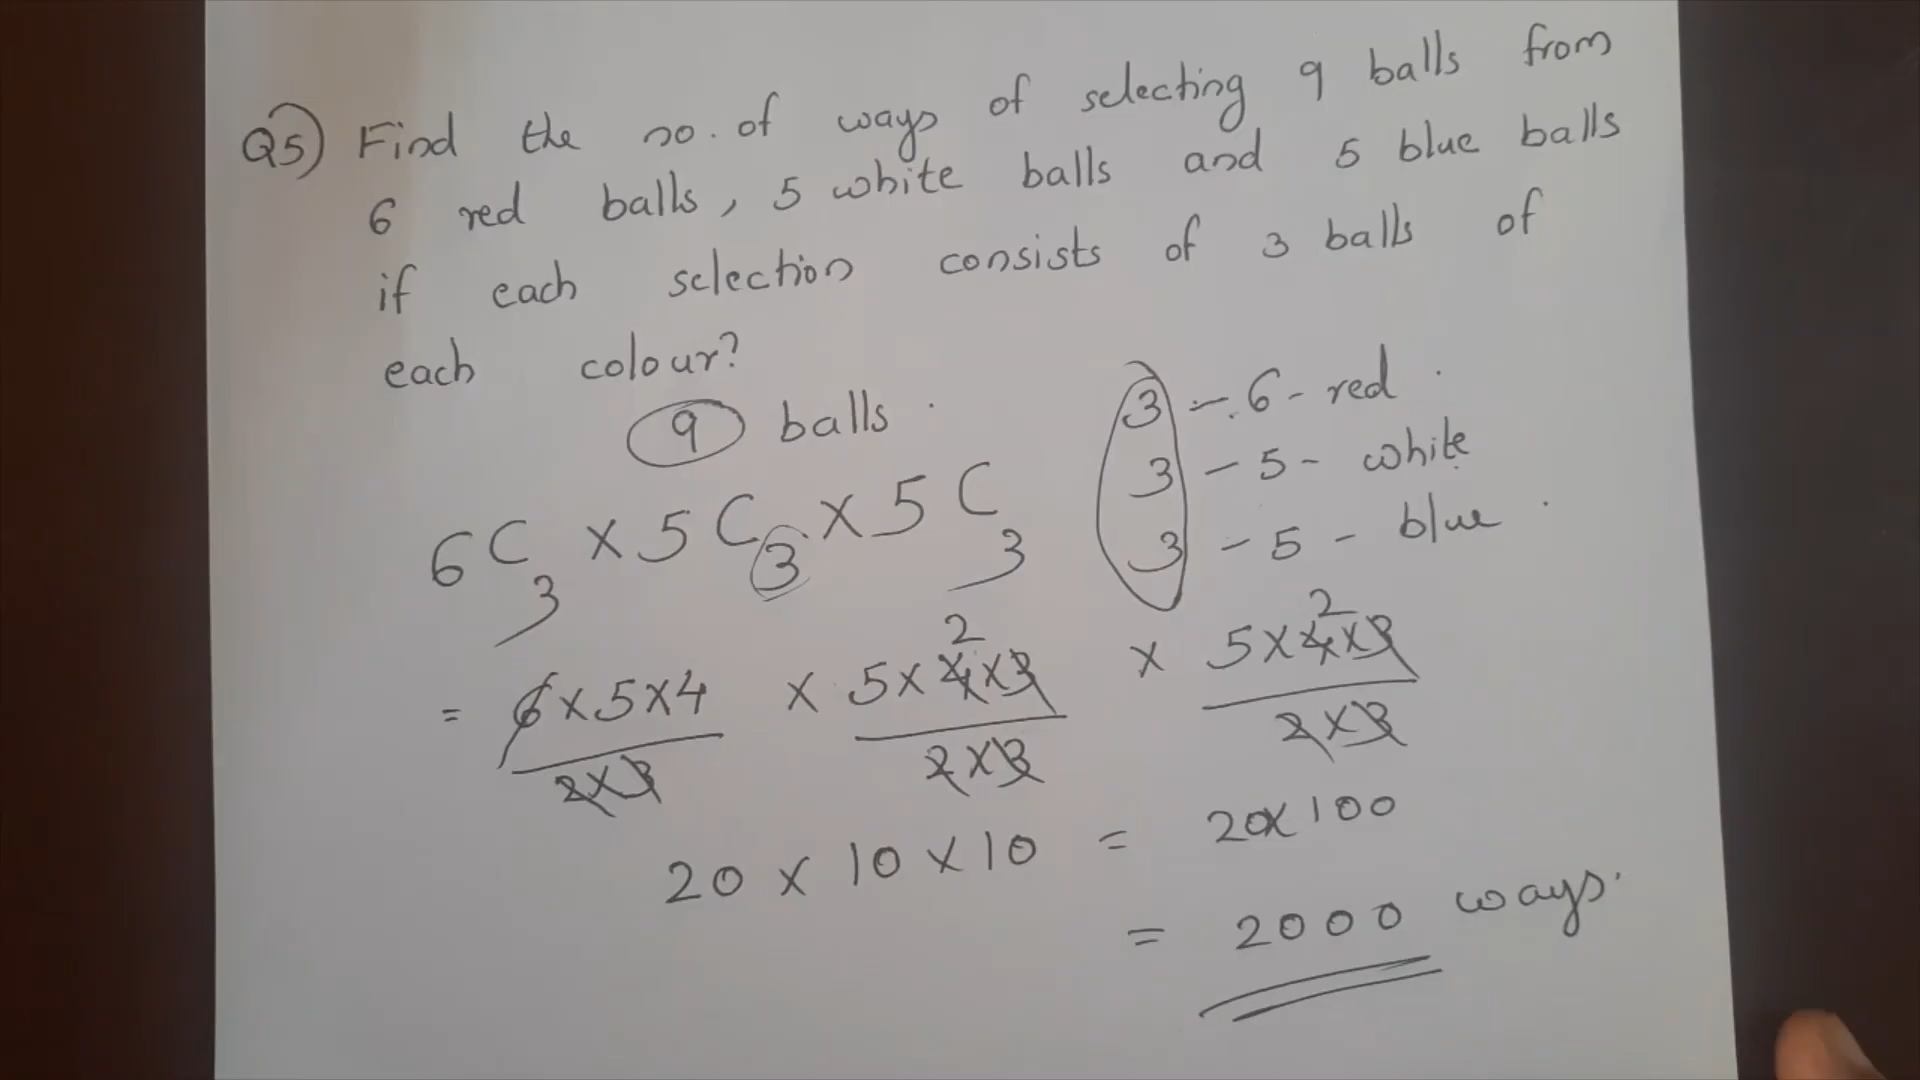 Q5) Find the no. of ways of selecting 9 balls from
6 red balls, 5 white balls and 5 blue balls
if each selection consists of 3 balls of
each colour?
9 balls.
3 - 6 - red.
3 - 5 - white
3 - 5 - blue.
6C3 x 5C3 x 5C3
= 6x5x4/2x3 x 5x4x3/2x3 x 5x4x3/2x3
2 2
20 x 10 x 10 = 20x100
= 2000 ways.